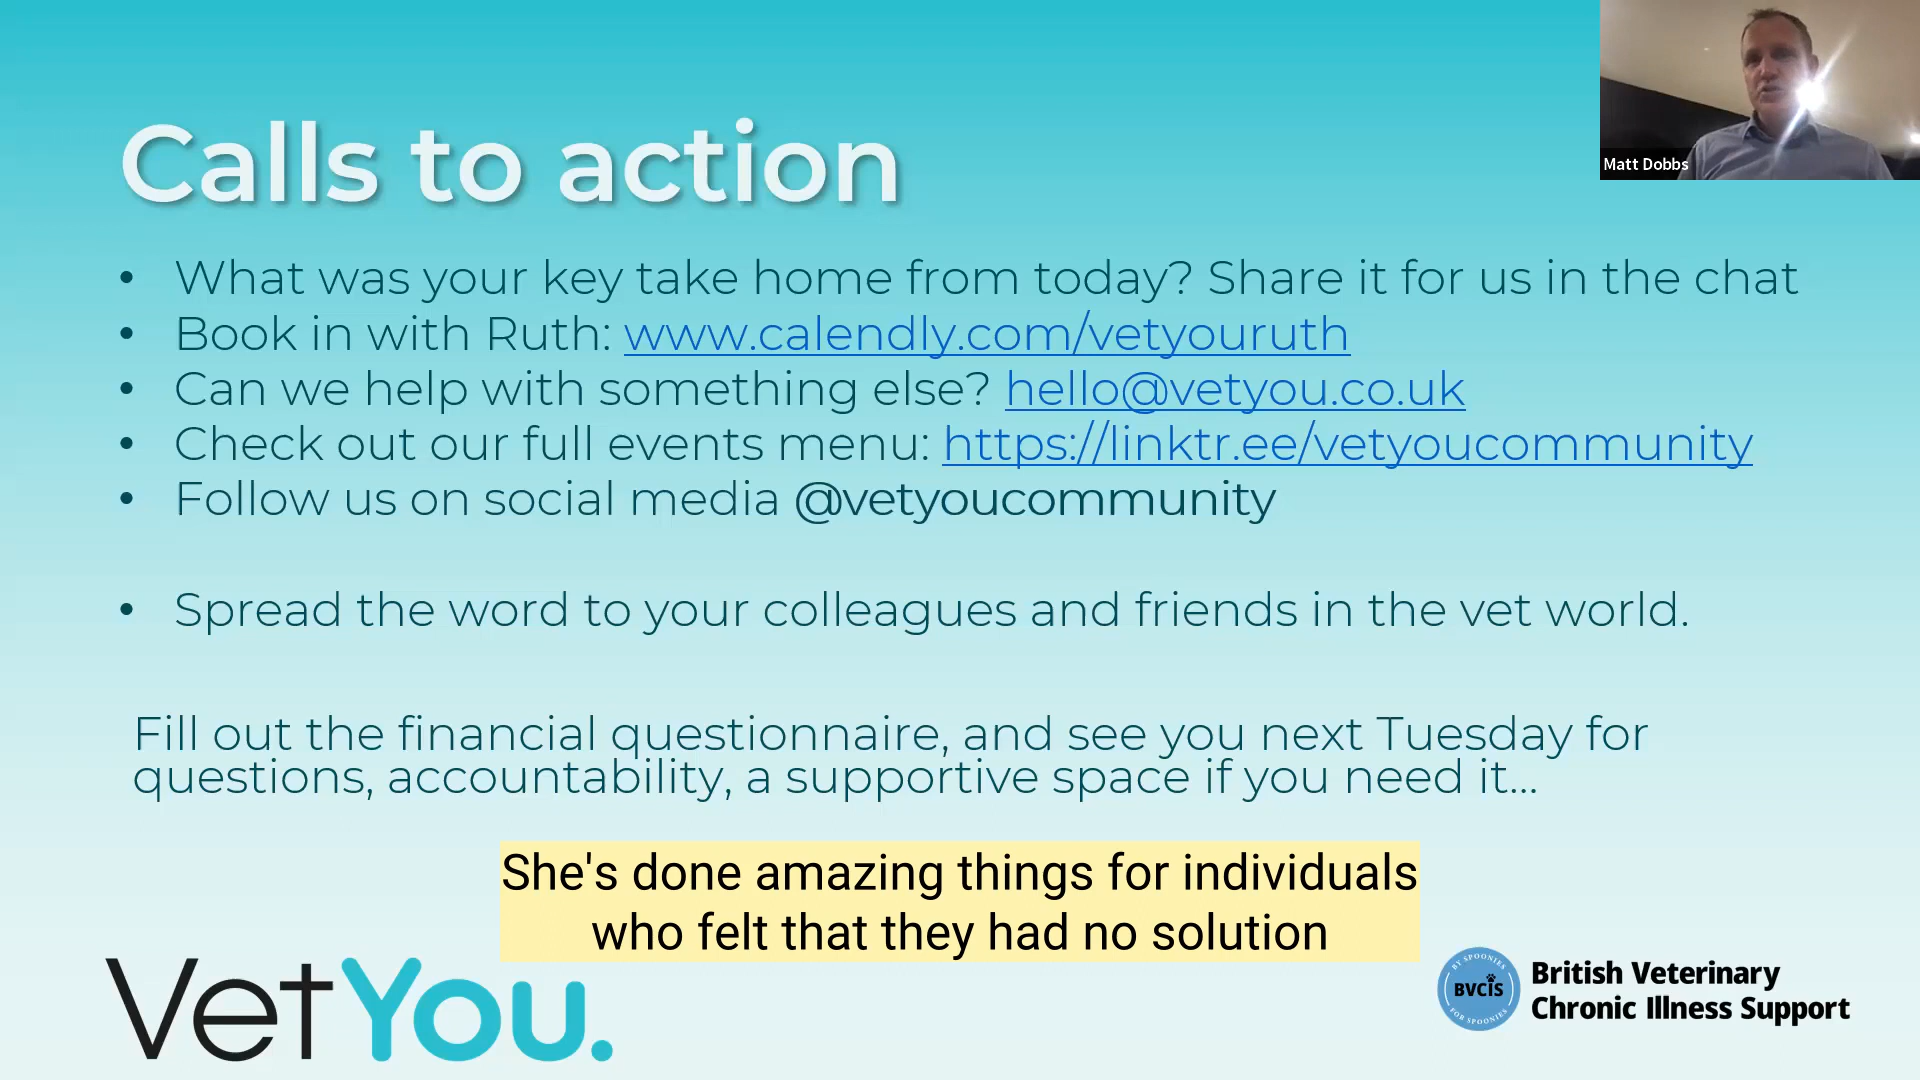 Matt Dobbs
Calls to action
• What was your key take home from today? Share it for us in the chat
• Book in with Ruth: www.calendly.com/vetyouruth
• Can we help with something else? hello@vetyou.co.uk
• Check out our full events menu: https://linktr.ee/vetyoucommunity
• Follow us on social media @vetyoucommunity
• Spread the word to your colleagues and friends in the vet world.
Fill out the financial questionnaire, and see you next Tuesday for
questions, accountability, a supportive space if you need it...
She's done amazing things for individuals
who felt that they had no solution
VetYou.
BY SPOONIES
BVCIS
FOR SPOONIES
British Veterinary
Chronic Illness Support